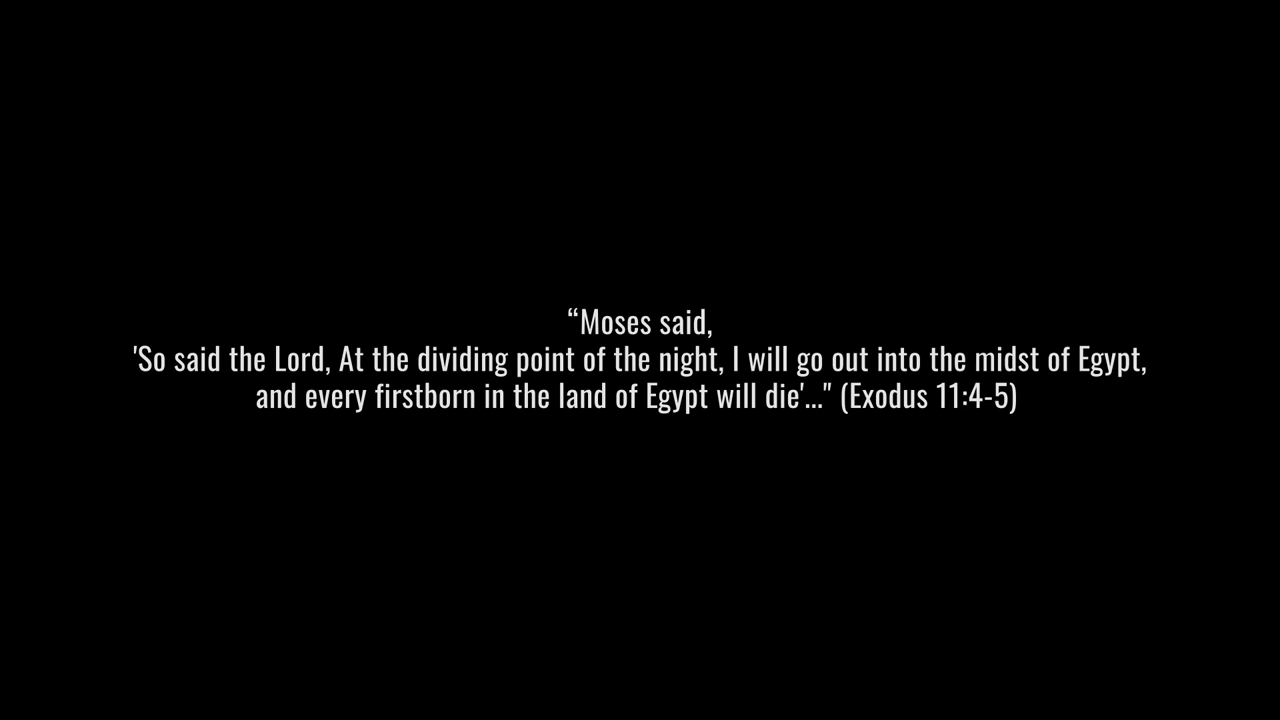 “Moses said,
'So said the Lord, At the dividing point of the night, I will go out into the midst of Egypt,
and every firstborn in the land of Egypt will die'..." (Exodus 11:4-5)